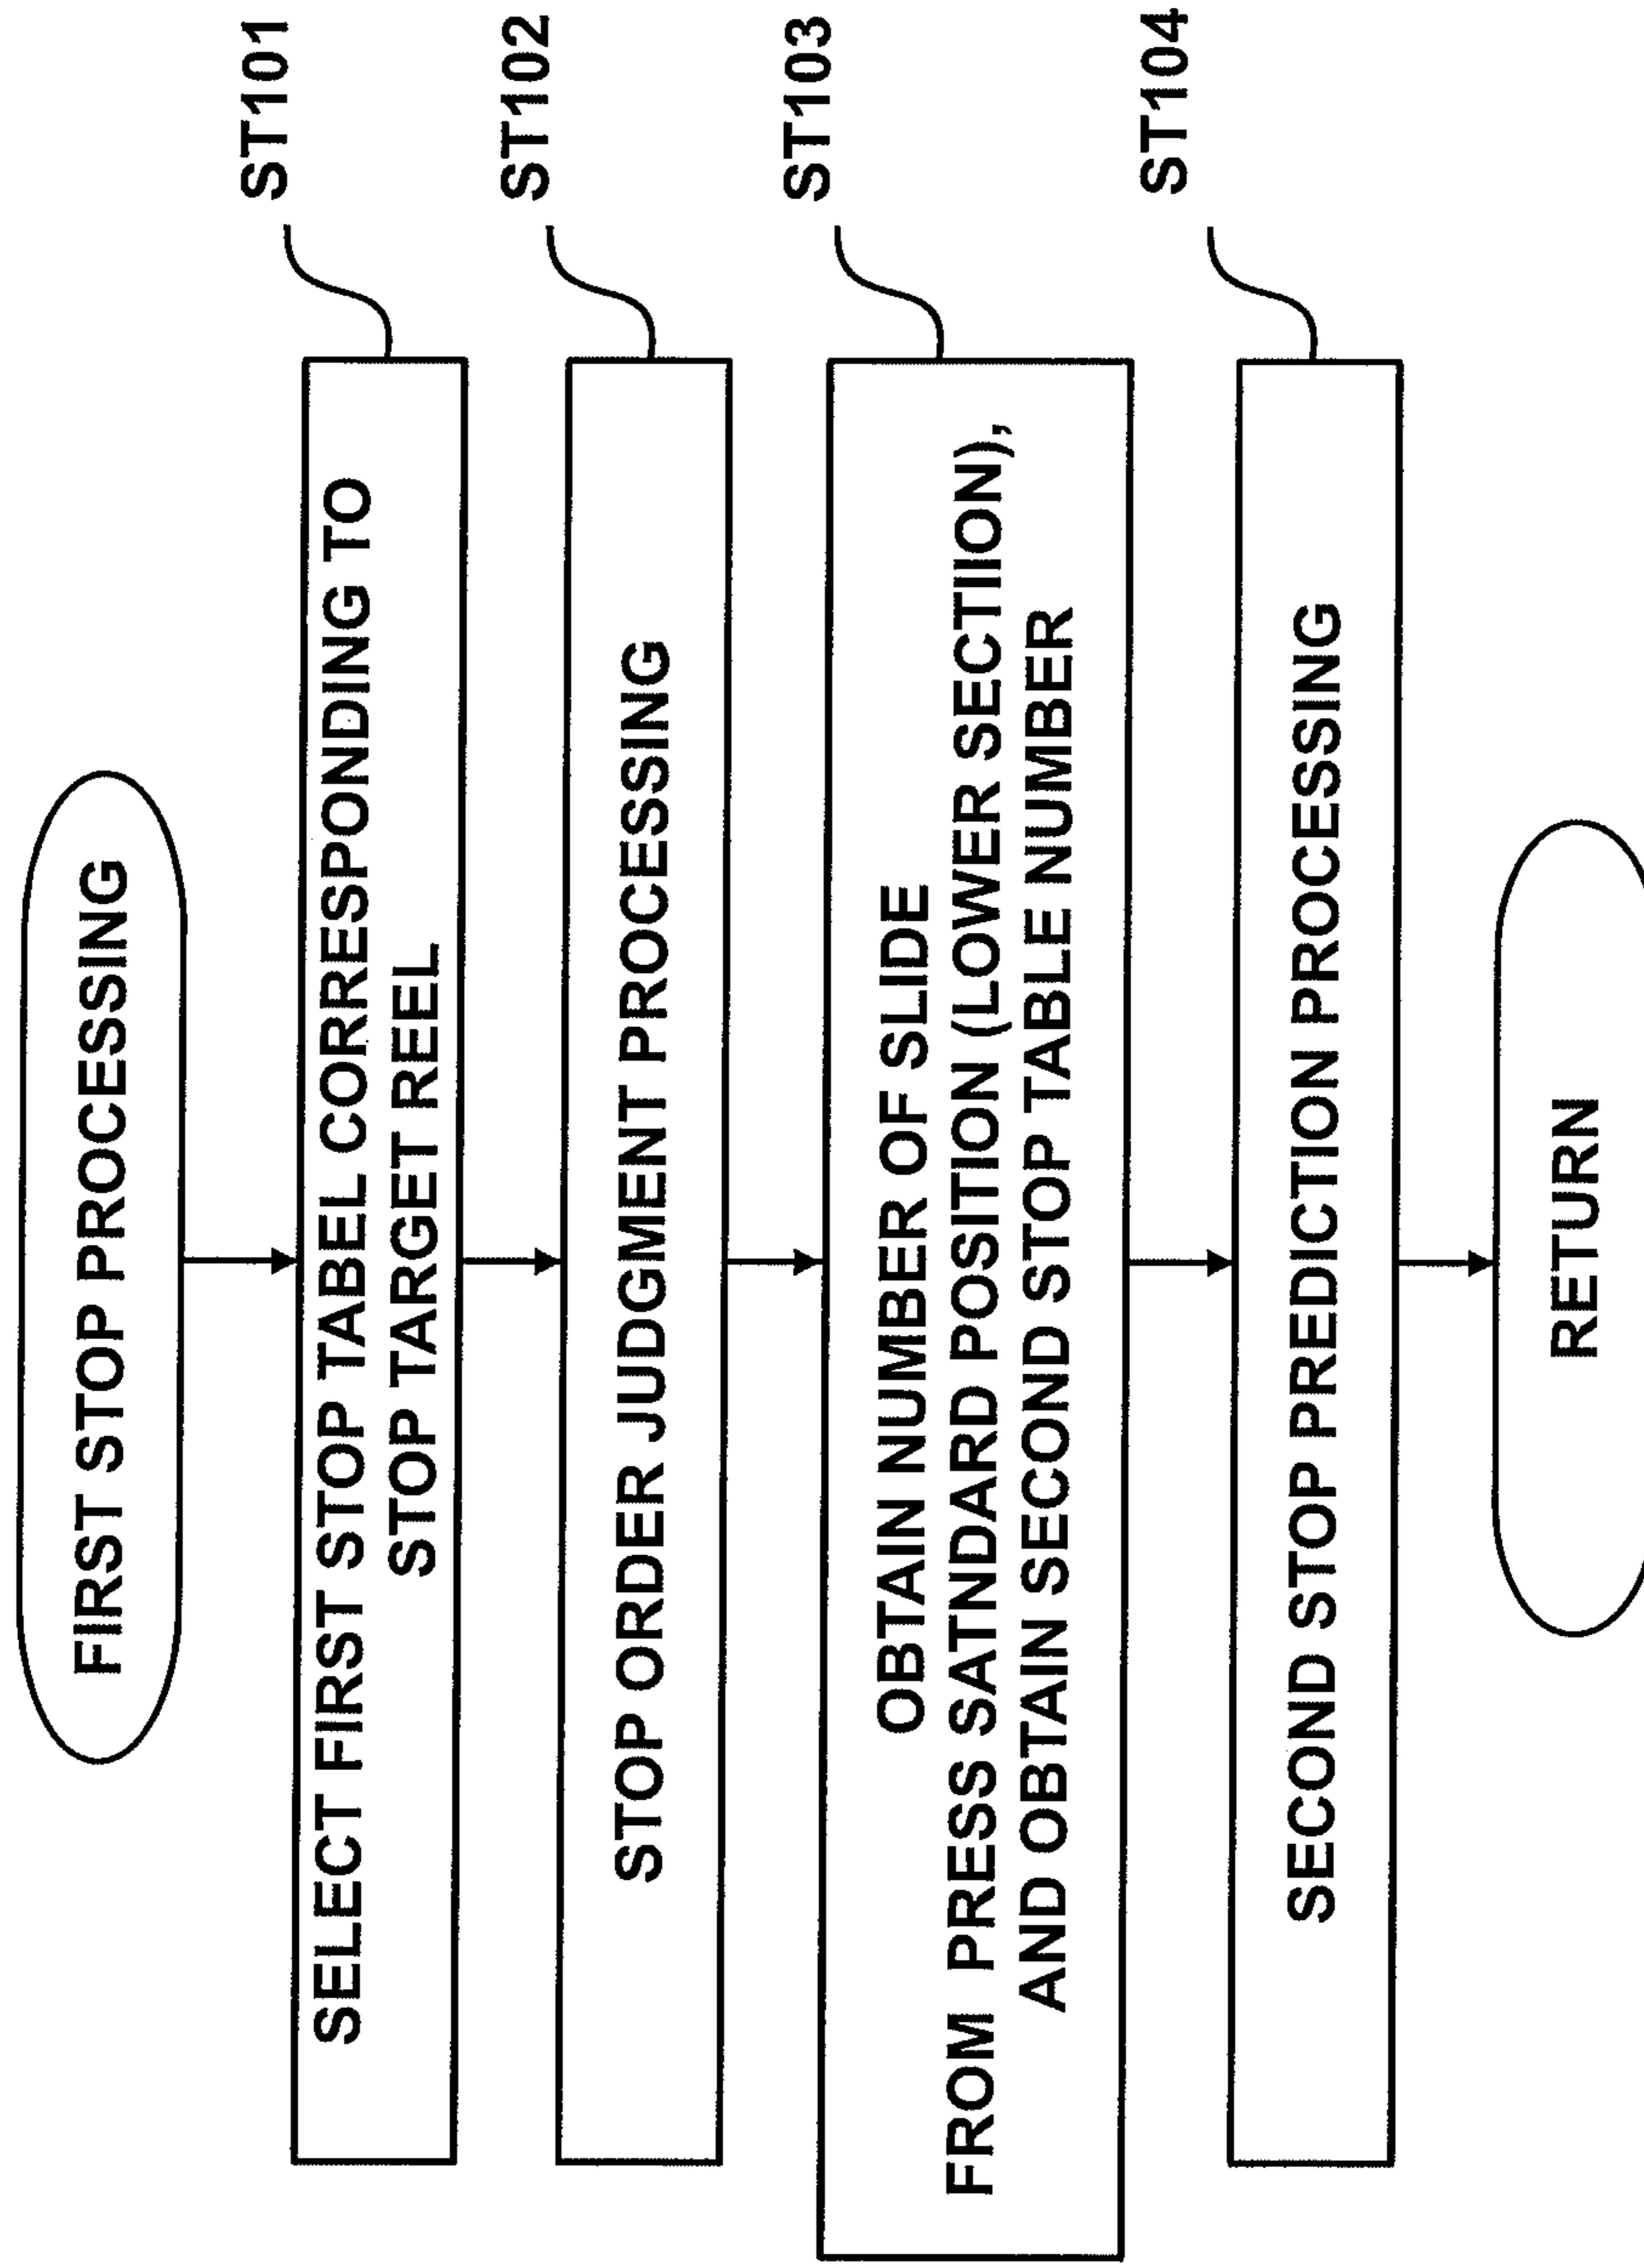 FIRST STOP PROCESSING
ST101
SELECT FIRST STOP TABEL CORRESPONDING TO
STOP TARGET REEL
ST102
STOP ORDER JUDGMENT PROCESSING
ST103
OBTAIN NUMBER OF SLIDE
FROM PRESS SATNDARD POSITION (LOWER SECTIION),
AND OBTAIN SECOND STOP TABLE NUMBER
ST104
SECOND STOP PREDICTION PROCESSING
RETURN